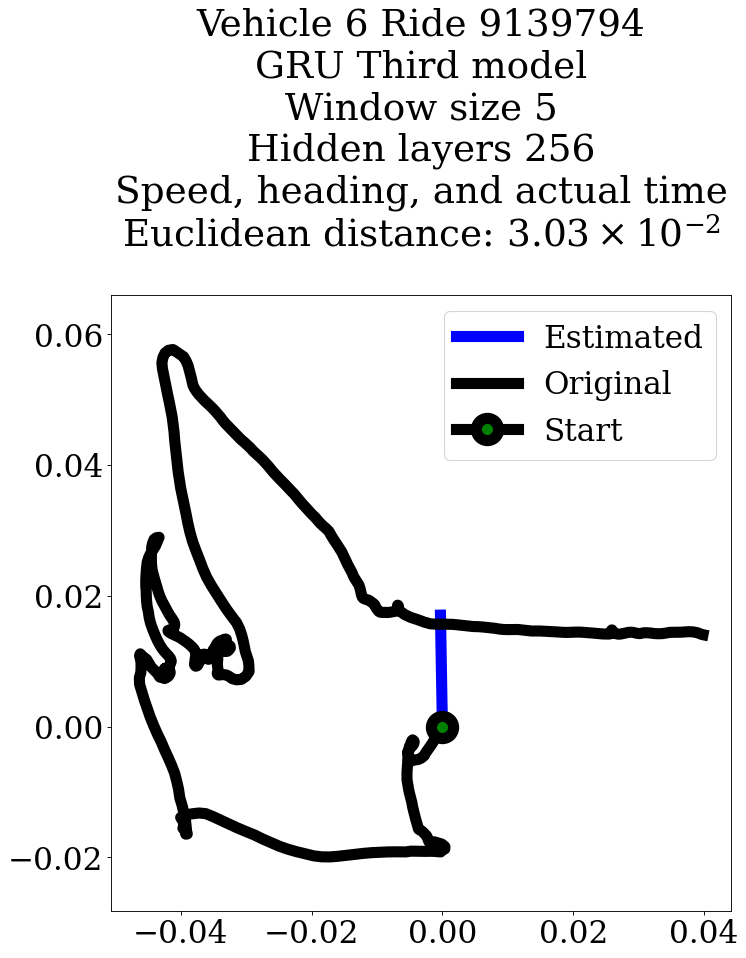 Vehicle 6 Ride 9139794
GRU Third model
Window size 5
Hidden layers 256
Speed, heading, and actual time
Euclidean distance: 3.03 × 10⁻²
Estimated
Original
Start
0.06
0.04
0.02
0.00
−0.02
−0.04 −0.02 0.00 0.02 0.04